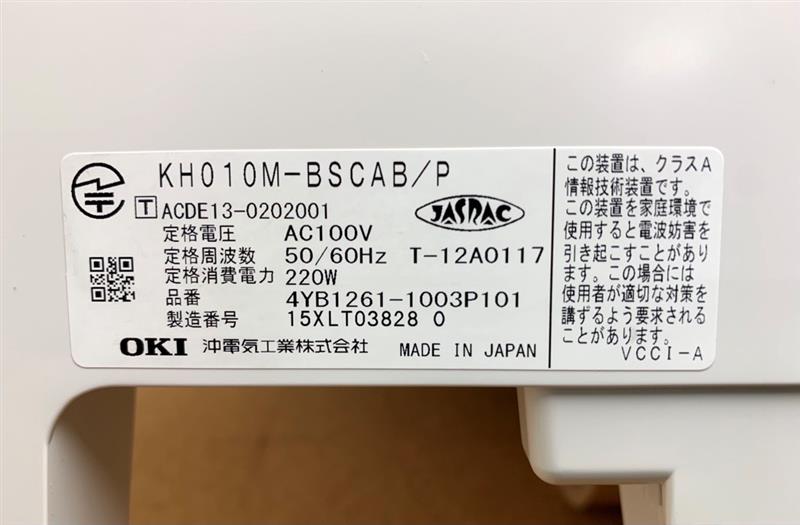 KH010M-BSCAB/P
T ACDE13-0202001
JASRAC
定格電圧 AC100V
定格周波数 50/60Hz T-12A0117
定格消費電力 220W
品番 4YB1261-1003P101
製造番号 15XLT03828 0
OKI 沖電気工業株式会社 MADE IN JAPAN
この装置は、クラスA
情報技術装置です。
この装置を家庭環境で
使用すると電波妨害を
引き起こすことがあり
ます。この場合には
使用者が適切な対策を
講ずるよう要求される
ことがあります。
VCCI-A